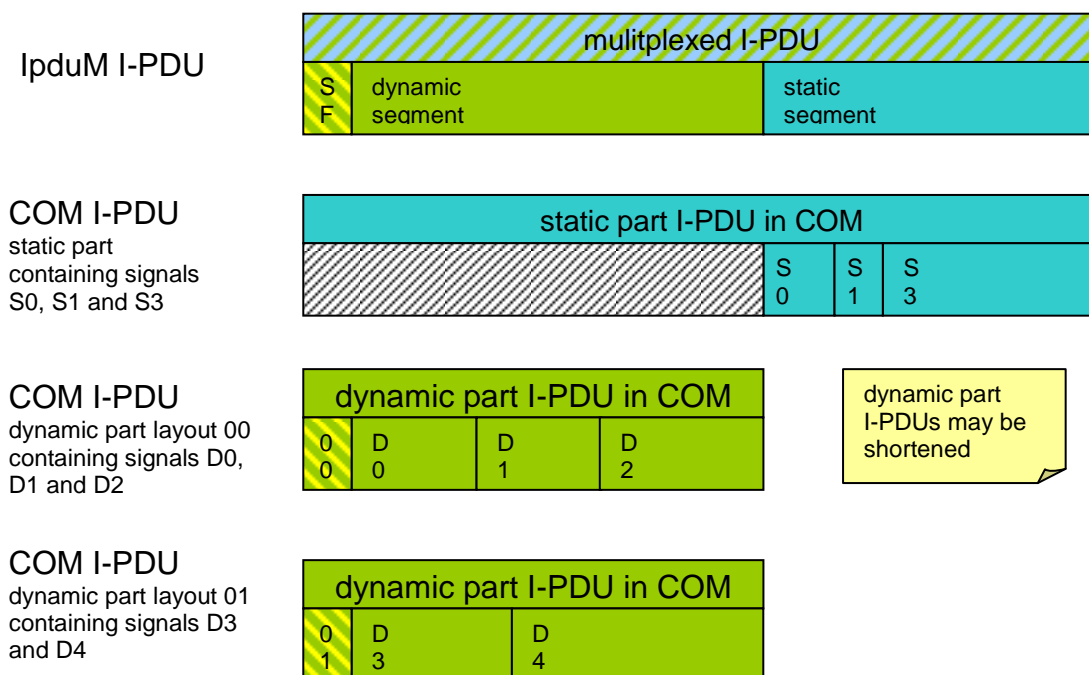 IpduM I-PDU
mulitplexed I-PDU
S
F
dynamic
segment
static
segment
COM I-PDU
static part
containing signals
S0, S1 and S3
static part I-PDU in COM
S
0
S
1
S
3
COM I-PDU
dynamic part layout 00
containing signals D0,
D1 and D2
dynamic part I-PDU in COM
0
0
D
0
D
1
D
2
dynamic part
I-PDUs may be
shortened
COM I-PDU
dynamic part layout 01
containing signals D3
and D4
dynamic part I-PDU in COM
0
1
D
3
D
4